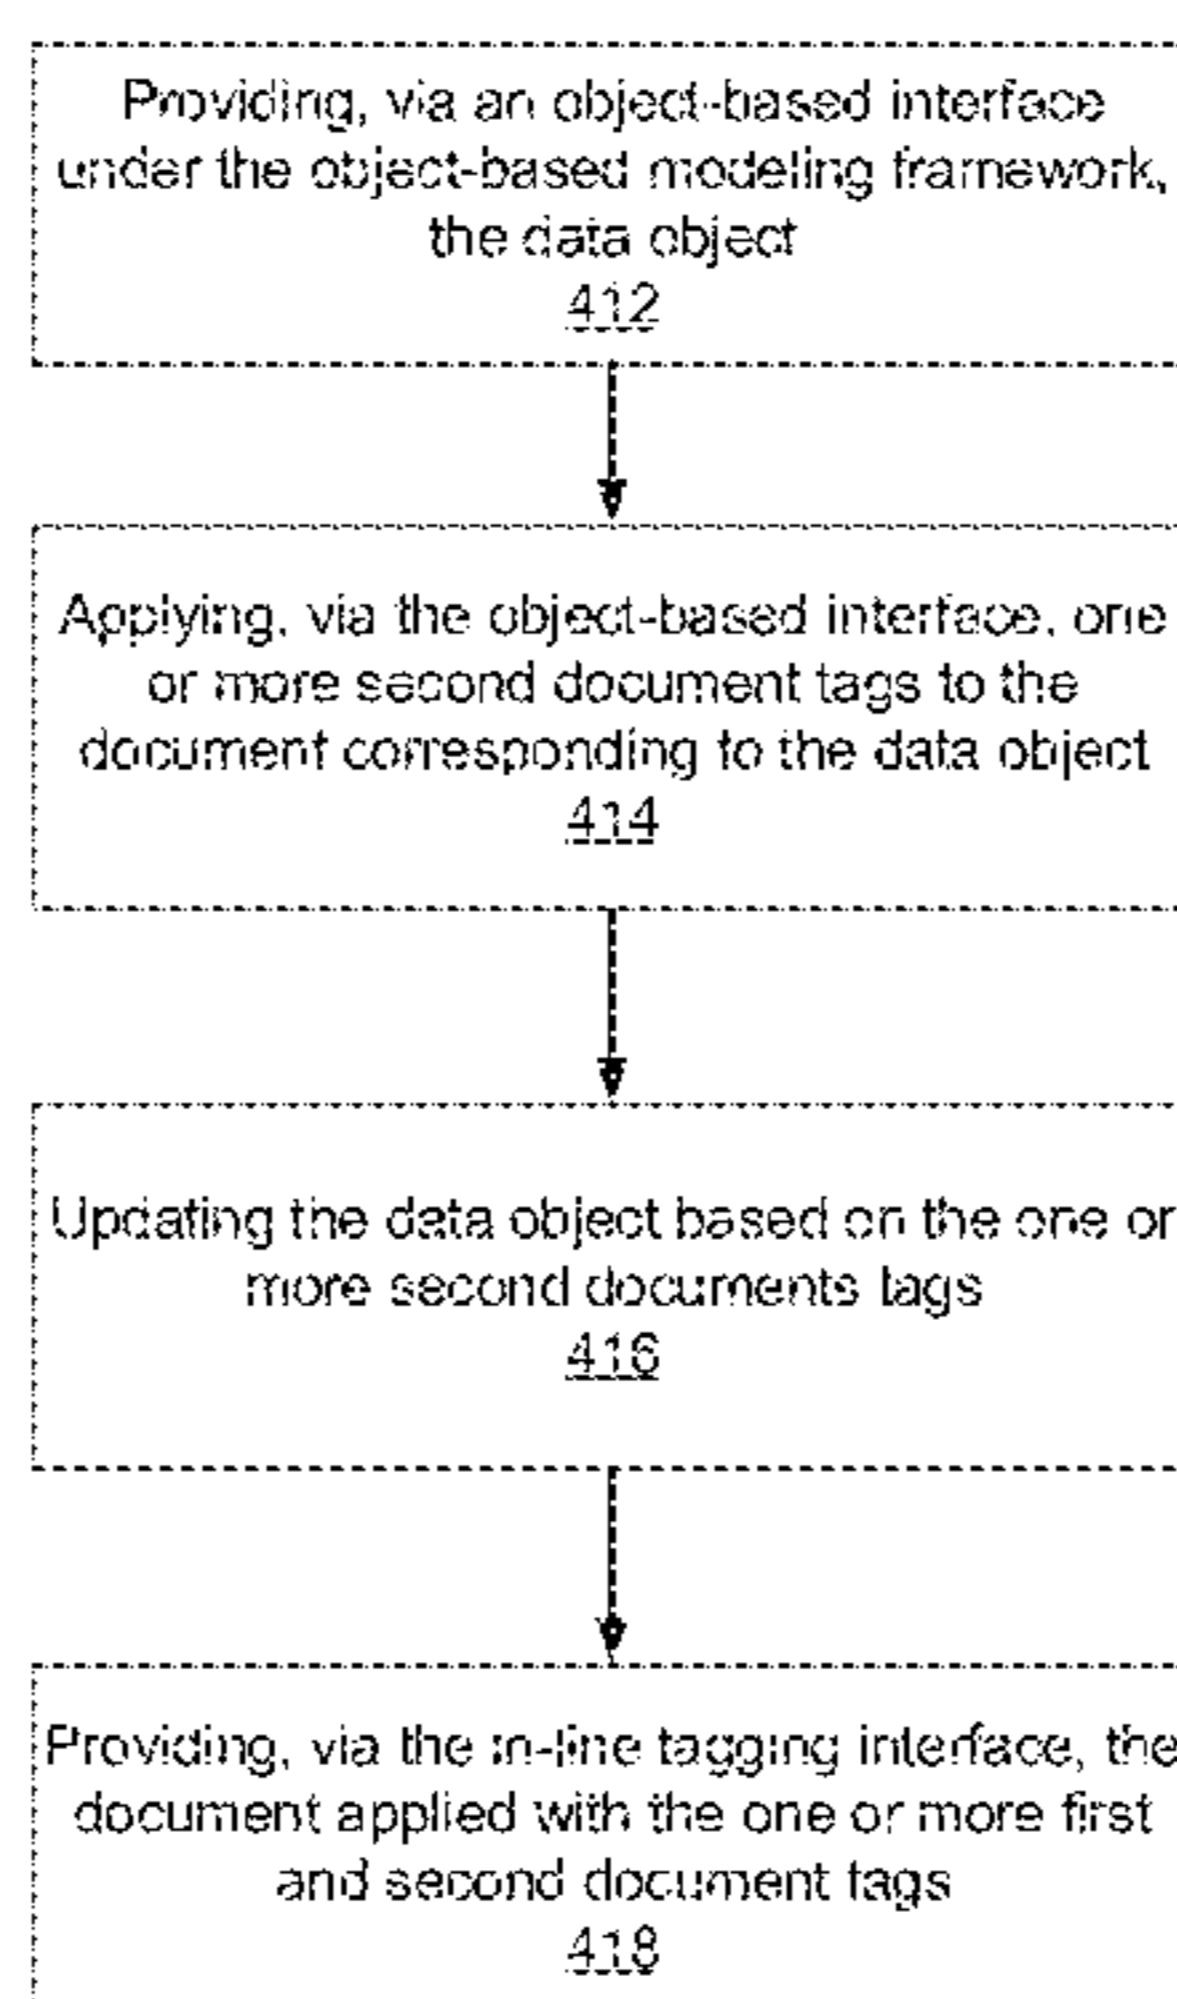 Providing, via an object-based interface
under the object-based modeling framework,
the data object
412
Applying, via the object-based interface, one
or more second document tags to the
document corresponding to the data object
414
Updating the data object based on the one or
more second documents tags
416
Providing, via the in-line tagging interface, the
document applied with the one or more first
and second document tags
418